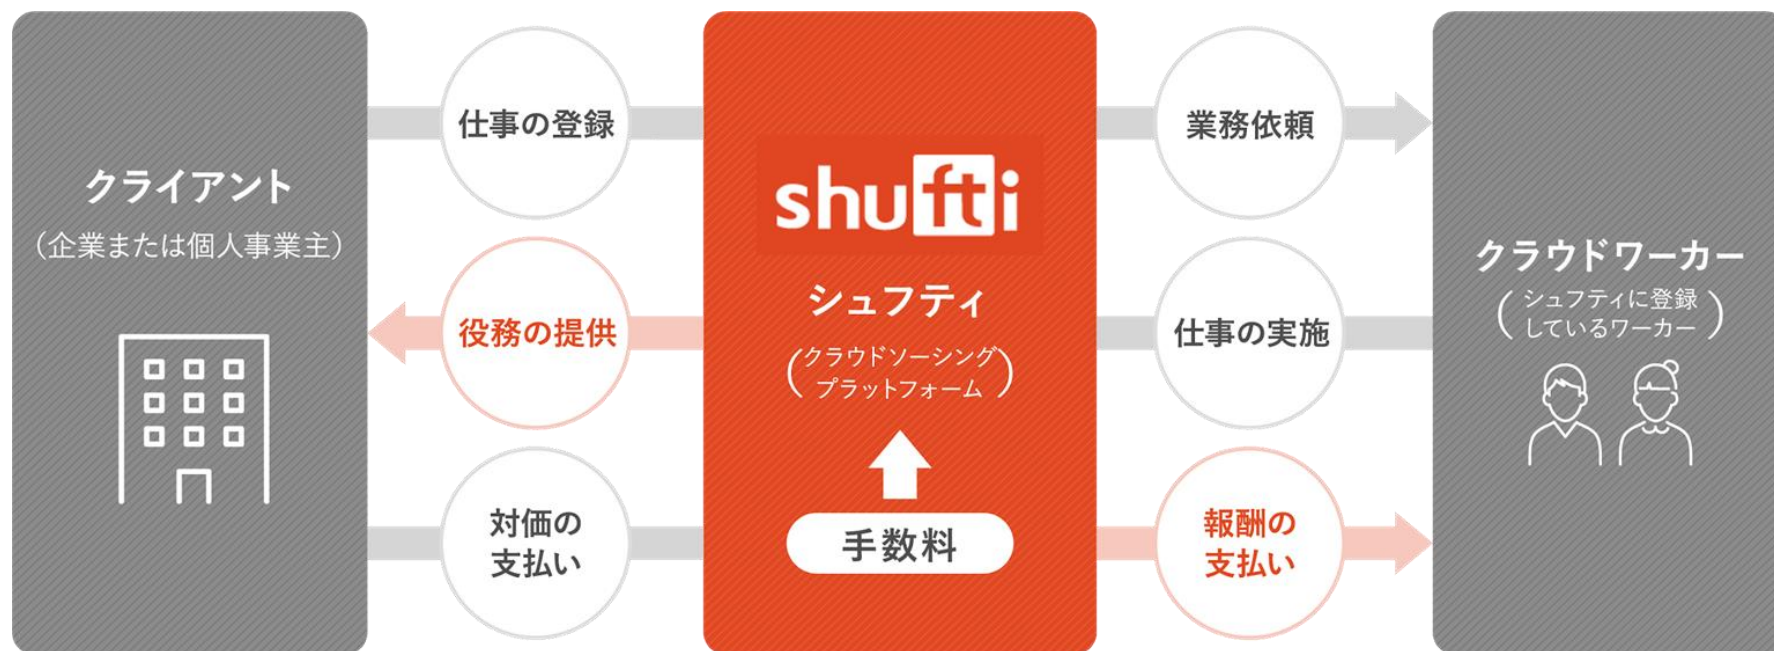 クライアント
（企業または個人事業主）
仕事の登録
役務の提供
対価の
支払い
shufti
シュフティ
（クラウドソーシング
プラットフォーム）
手数料
業務依頼
仕事の実施
報酬の
支払い
クラウドワーカー
（シュフティに登録
しているワーカー）